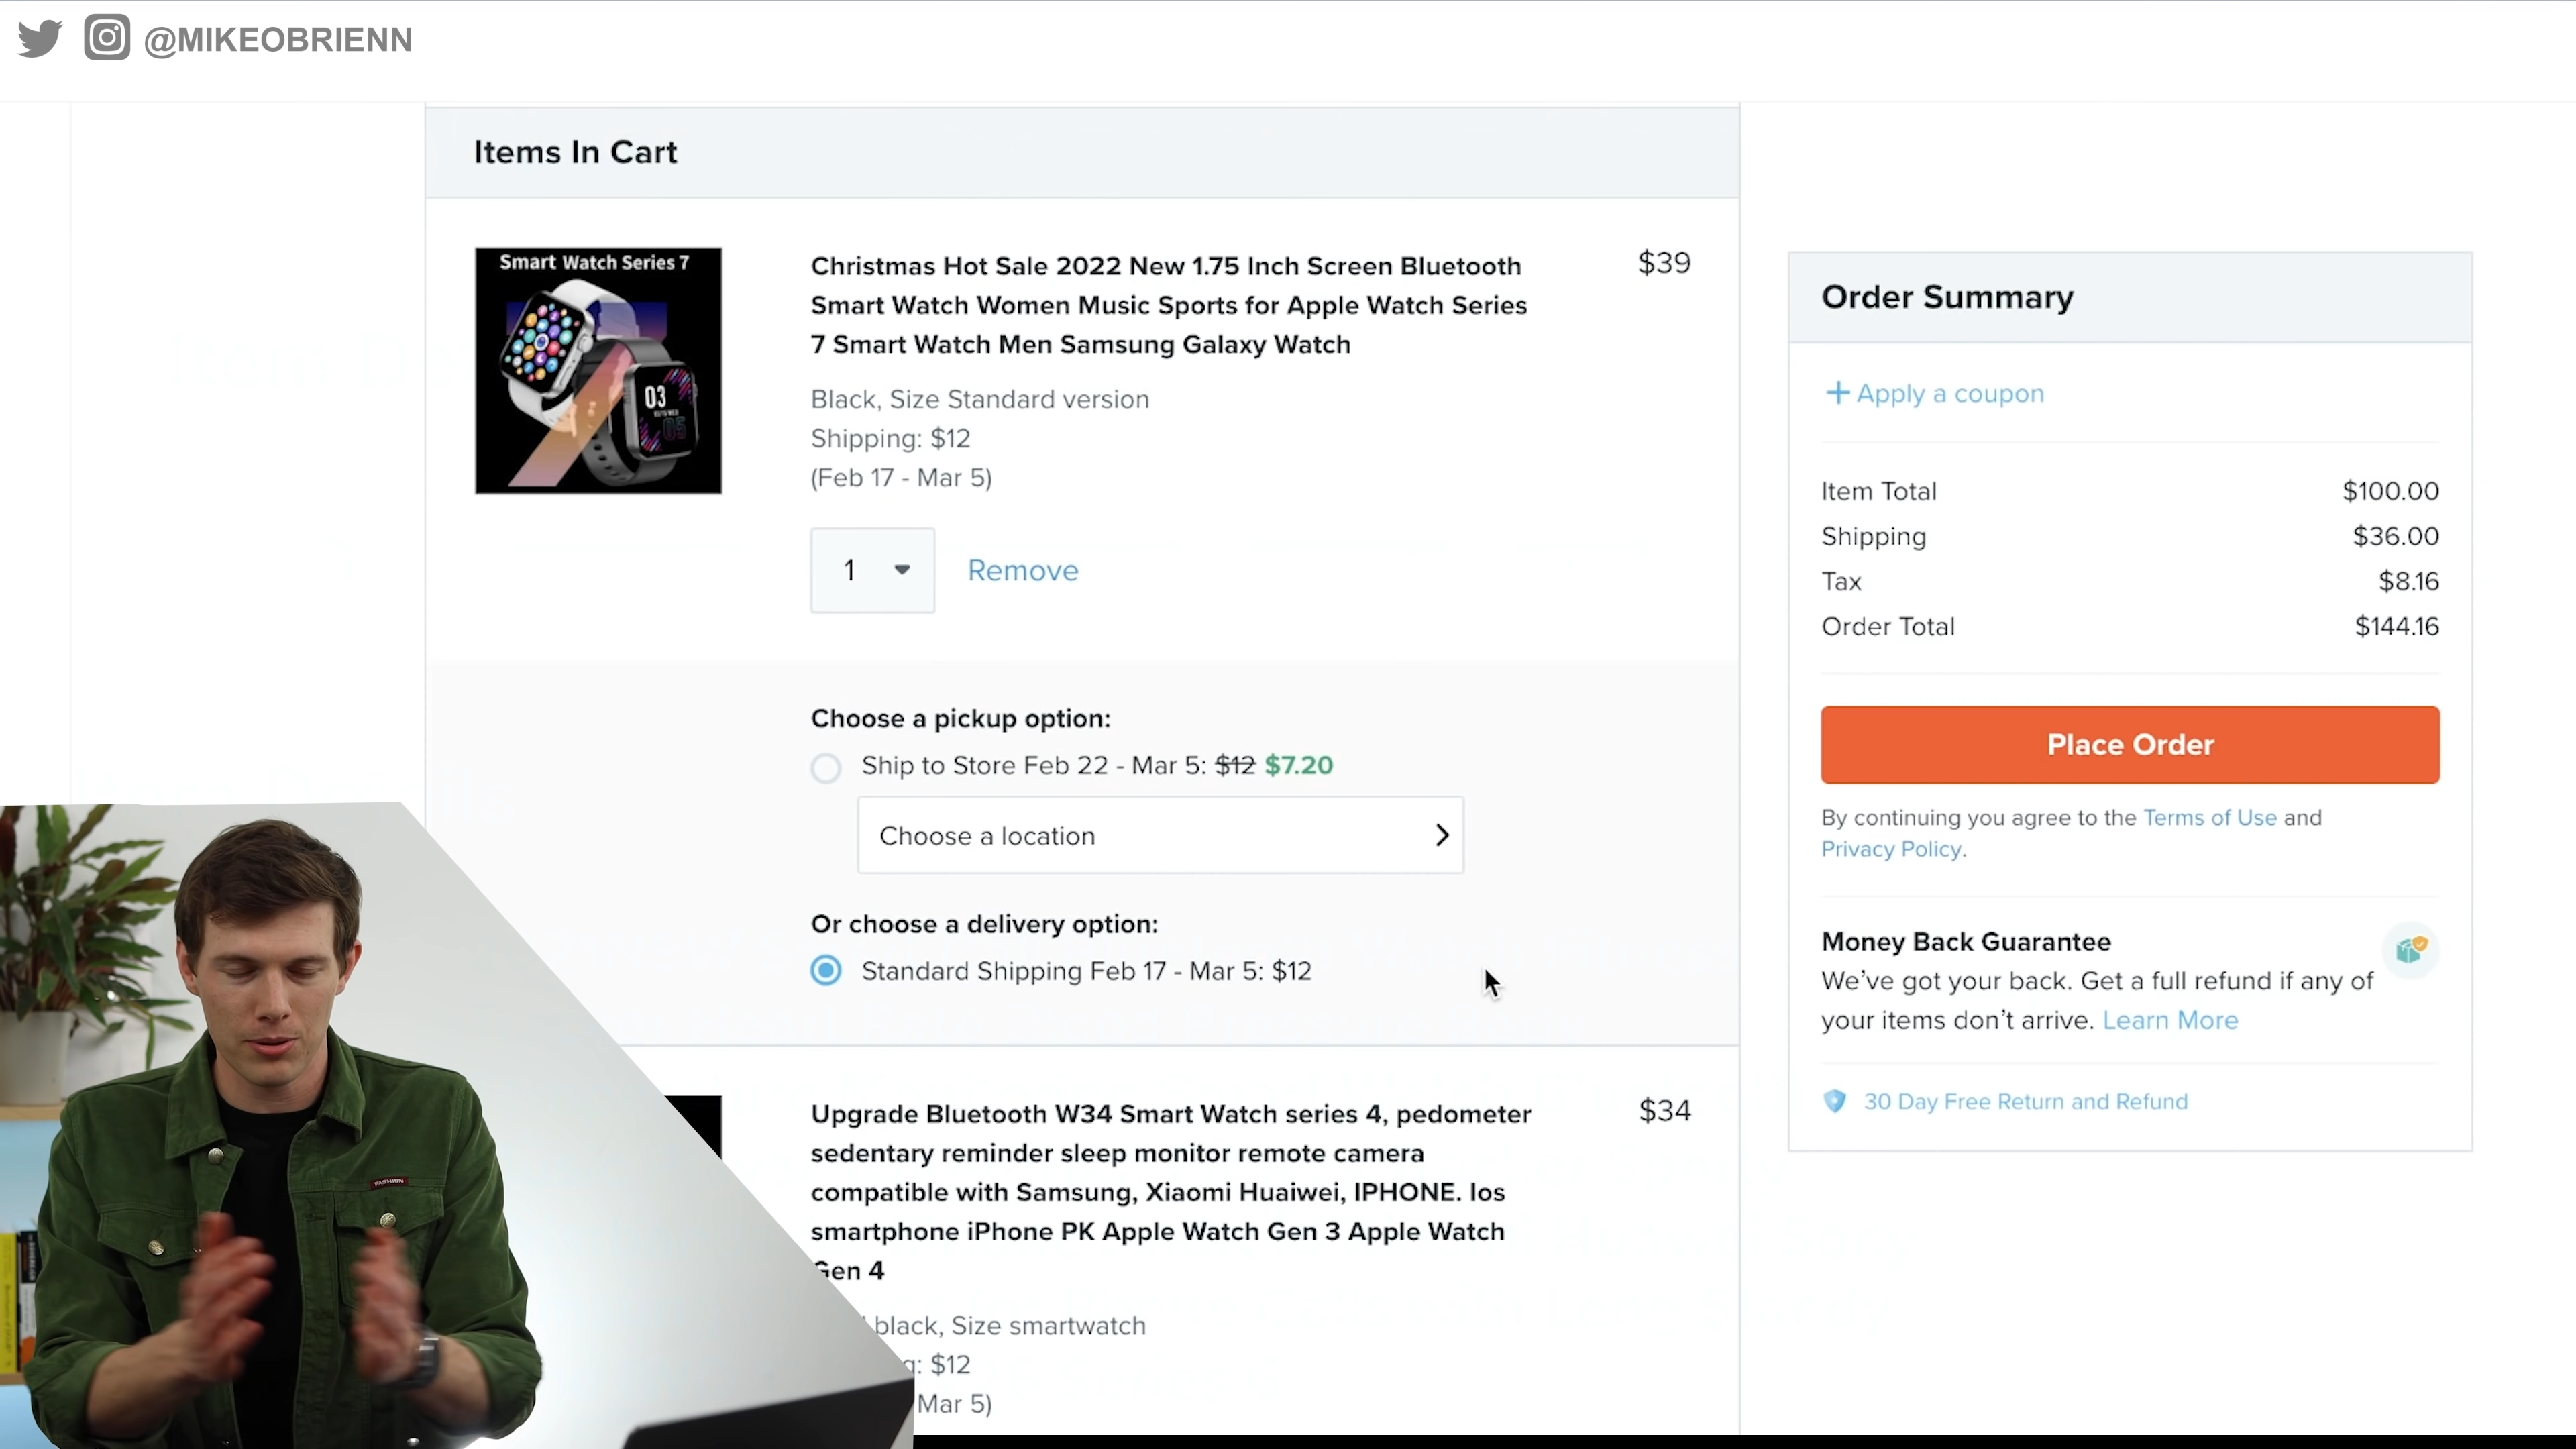 @MIKEOBRIENN
Items In Cart
Smart Watch Series 7
03
05
Christmas Hot Sale 2022 New 1.75 Inch Screen Bluetooth
Smart Watch Women Music Sports for Apple Watch Series
7 Smart Watch Men Samsung Galaxy Watch
$39
Black, Size Standard version
Shipping: $12
(Feb 17 - Mar 5)
1
Remove
Choose a pickup option:
Ship to Store Feb 22 - Mar 5: $12 $7.20
Choose a location
Or choose a delivery option:
Standard Shipping Feb 17 - Mar 5: $12
Upgrade Bluetooth W34 Smart Watch series 4, pedometer
sedentary reminder sleep monitor remote camera
compatible with Samsung, Xiaomi Huaiwei, IPHONE. Ios
smartphone iPhone PK Apple Watch Gen 3 Apple Watch
Gen 4
$34
black, Size smartwatch
: $12
Mar 5)
Order Summary
+ Apply a coupon
Item Total $100.00
Shipping $36.00
Tax $8.16
Order Total $144.16
Place Order
By continuing you agree to the Terms of Use and
Privacy Policy.
Money Back Guarantee
We've got your back. Get a full refund if any of
your items don't arrive. Learn More
30 Day Free Return and Refund
FASHION